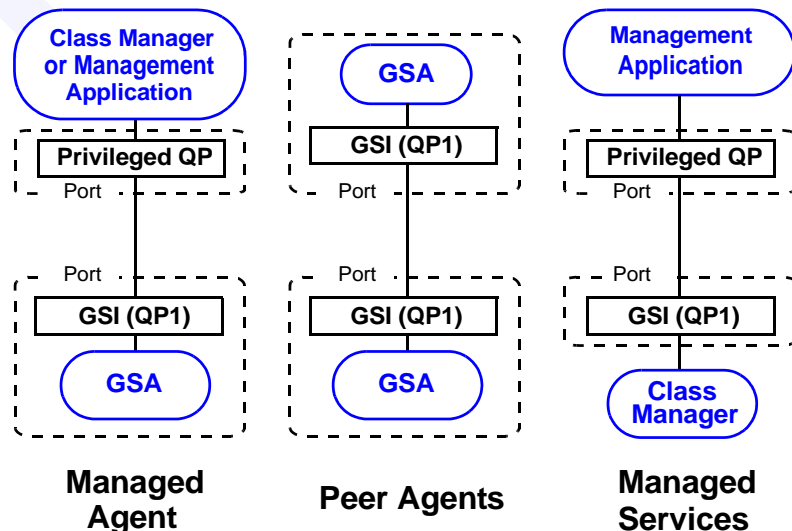 Class Manager
or Management
Application
Privileged QP
Port
Port
GSI (QP1)
GSA
Managed
Agent
GSA
GSI (QP1)
Port
Port
GSI (QP1)
GSA
Peer Agents
Management
Application
Privileged QP
Port
Port
GSI (QP1)
Class
Manager
Managed
Services